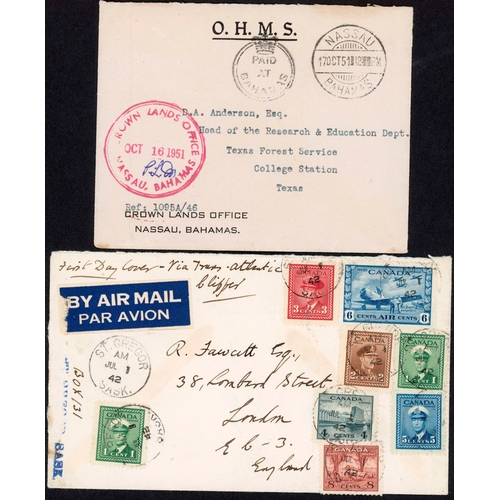 O. H. M. S.
PAID
AT
BAHAMAS
NASSAU
17 OCT 51
BAHAMAS
D.A. Anderson, Esq.
Head of the Research & Education Dept.
Texas Forest Service
College Station
Texas
CROWN LANDS OFFICE
OCT 16 1951
NASSAU, BAHAMAS
Ref: 1095A/46
CROWN LANDS OFFICE
NASSAU, BAHAMAS.
First Day Cover - Via Trans-atlantic
Clipper
BY AIR MAIL
PAR AVION
ST. GREGOR
AM
JUL 1
42
SASK.
BOX 131
SASK
R. Fawcett Esq.,
38, Lombard Street,
London
E.C. 3.
England
CANADA
3 CENTS 3
CANADA
6 CENTS AIR CENTS 6
CANADA
2 CENTS 2
CANADA
1 CENT 1
CANADA
4 CENTS 4
CANADA
5 CENTS 5
CANADA
8 CENTS 8
CANADA
1 CENT 1